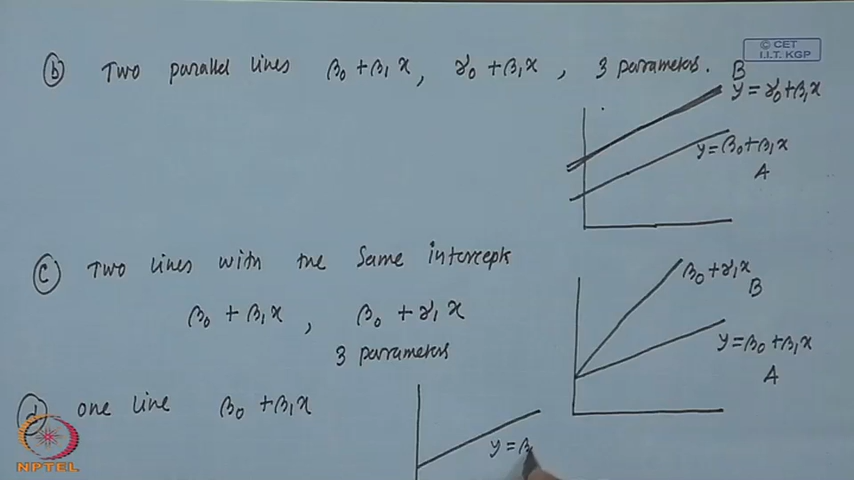 © CET
I.I.T. KGP
(b) Two parallel lines β₀ + β₁x, γ₀ + β₁x, 3 parameters.
B
y = γ₀ + β₁x
y = β₀ + β₁x
A
(c) Two lines with the same intercept
β₀ + β₁x, β₀ + γ₁x
3 parameters
β₀ + γ₁x
B
y = β₀ + β₁x
A
(d) one line β₀ + β₁x
y = β
NPTEL